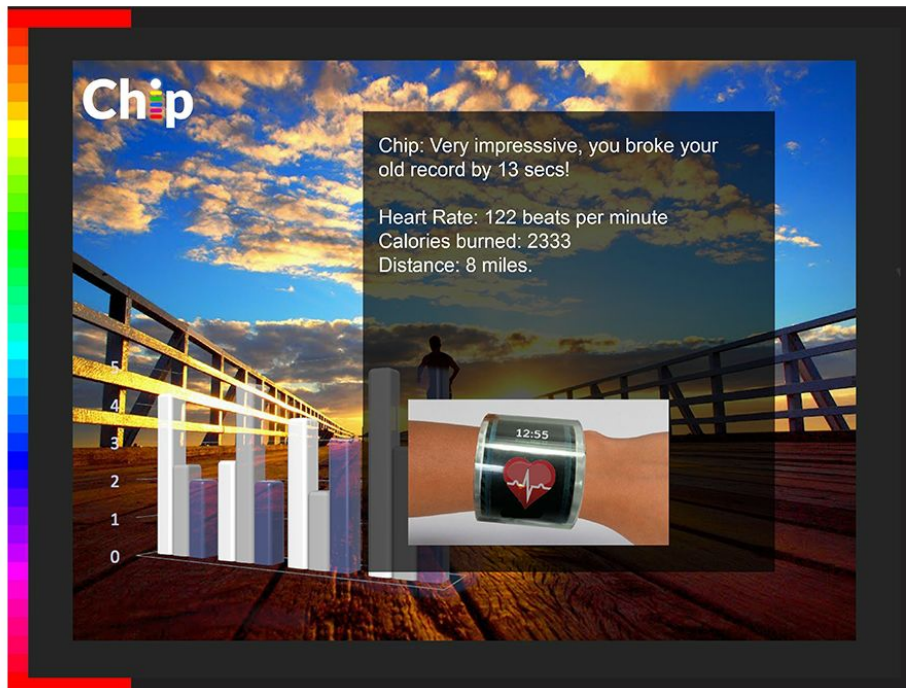 Chip
Chip: Very impresssive, you broke your
old record by 13 secs!
Heart Rate: 122 beats per minute
Calories burned: 2333
Distance: 8 miles.
5
4
3
2
1
0
12:55